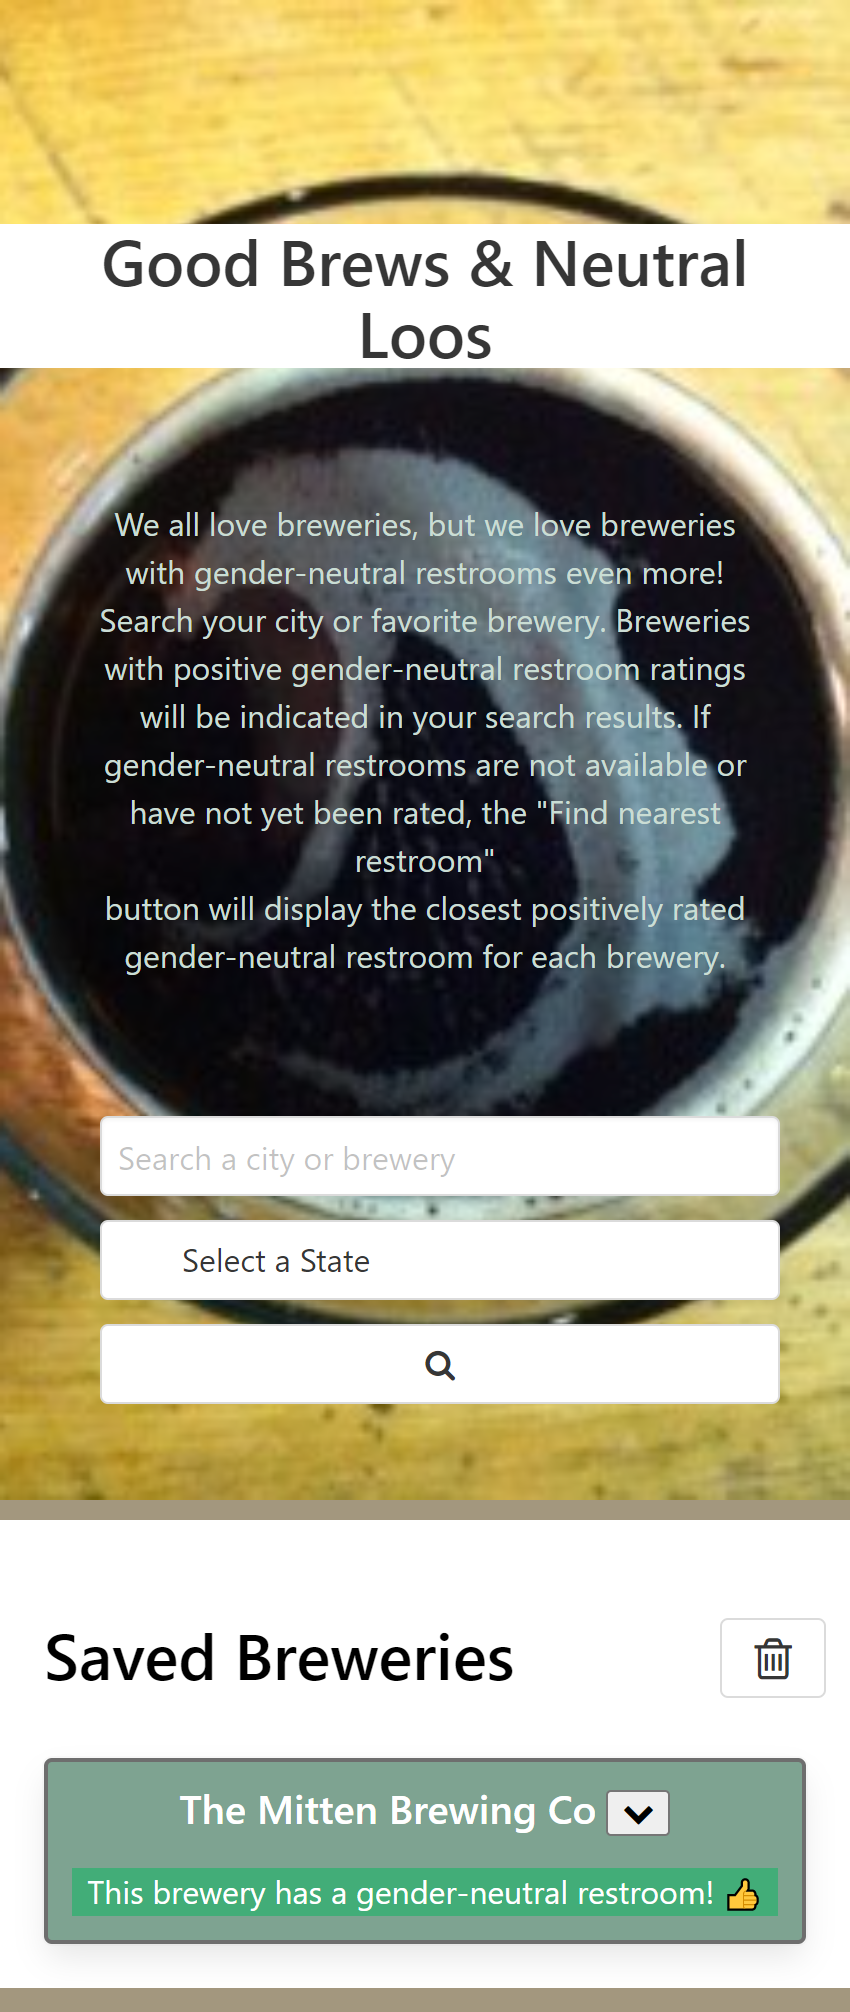 Good Brews & Neutral
Loos
We all love breweries, but we love breweries
with gender-neutral restrooms even more!
Search your city or favorite brewery. Breweries
with positive gender-neutral restroom ratings
will be indicated in your search results. If
gender-neutral restrooms are not available or
have not yet been rated, the "Find nearest
restroom"
button will display the closest positively rated
gender-neutral restroom for each brewery.
Search a city or brewery
Select a State
Saved Breweries
The Mitten Brewing Co
This brewery has a gender-neutral restroom! 👍